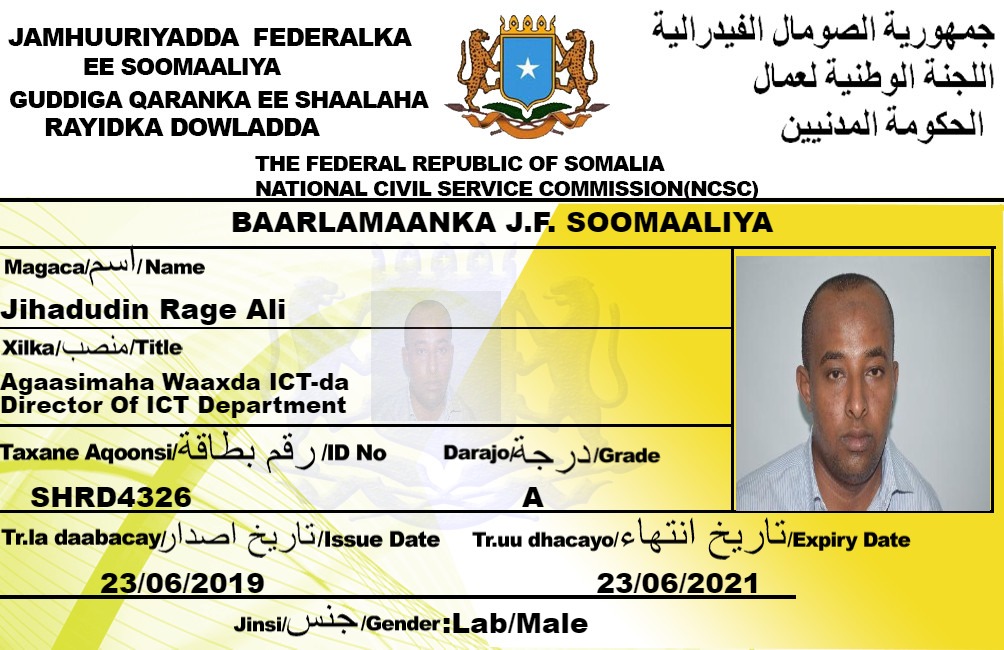 JAMHUURIYADDA FEDERALKA
EE SOOMAALIYA
GUDDIGA QARANKA EE SHAALAHA
RAYIDKA DOWLADDA
جمهورية الصومال الفيدرالية
اللجنة الوطنية لعمال
الحكومة المدنيين
THE FEDERAL REPUBLIC OF SOMALIA
NATIONAL CIVIL SERVICE COMMISSION(NCSC)
BAARLAMAANKA J.F. SOOMAALIYA
Magaca/اسم/Name
Jihadudin Rage Ali
Xilka/منصب/Title
Agaasimaha Waaxda ICT-da
Director Of ICT Department
Taxane Aqoonsi/رقم بطاقة/ID No
SHRD4326
Darajo/درجة/Grade
A
Tr.la daabacay/تاريخ اصدار/Issue Date
23/06/2019
Tr.uu dhacayo/تاريخ انتهاء/Expiry Date
23/06/2021
Jinsi/جنس/Gender:Lab/Male